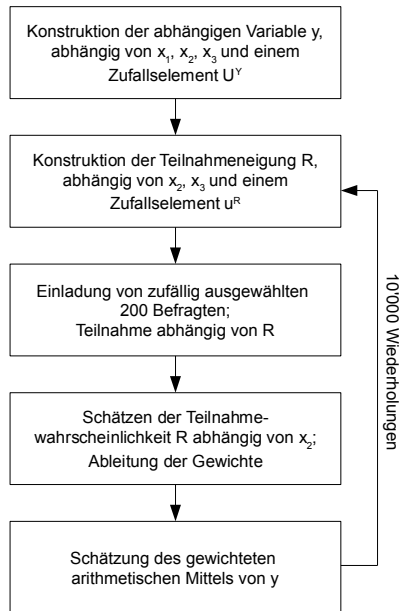 Konstruktion der abhängigen Variable y,
abhängig von x₁, x₂, x₃ und einem
Zufallselement Uʸ
Konstruktion der Teilnahmeneigung R,
abhängig von x₂, x₃ und einem
Zufallselement uᴿ
Einladung von zufällig ausgewählten
200 Befragten;
Teilnahme abhängig von R
Schätzen der Teilnahme-
wahrscheinlichkeit R abhängig von x₂;
Ableitung der Gewichte
Schätzung des gewichteten
arithmetischen Mittels von y
10'000 Wiederholungen